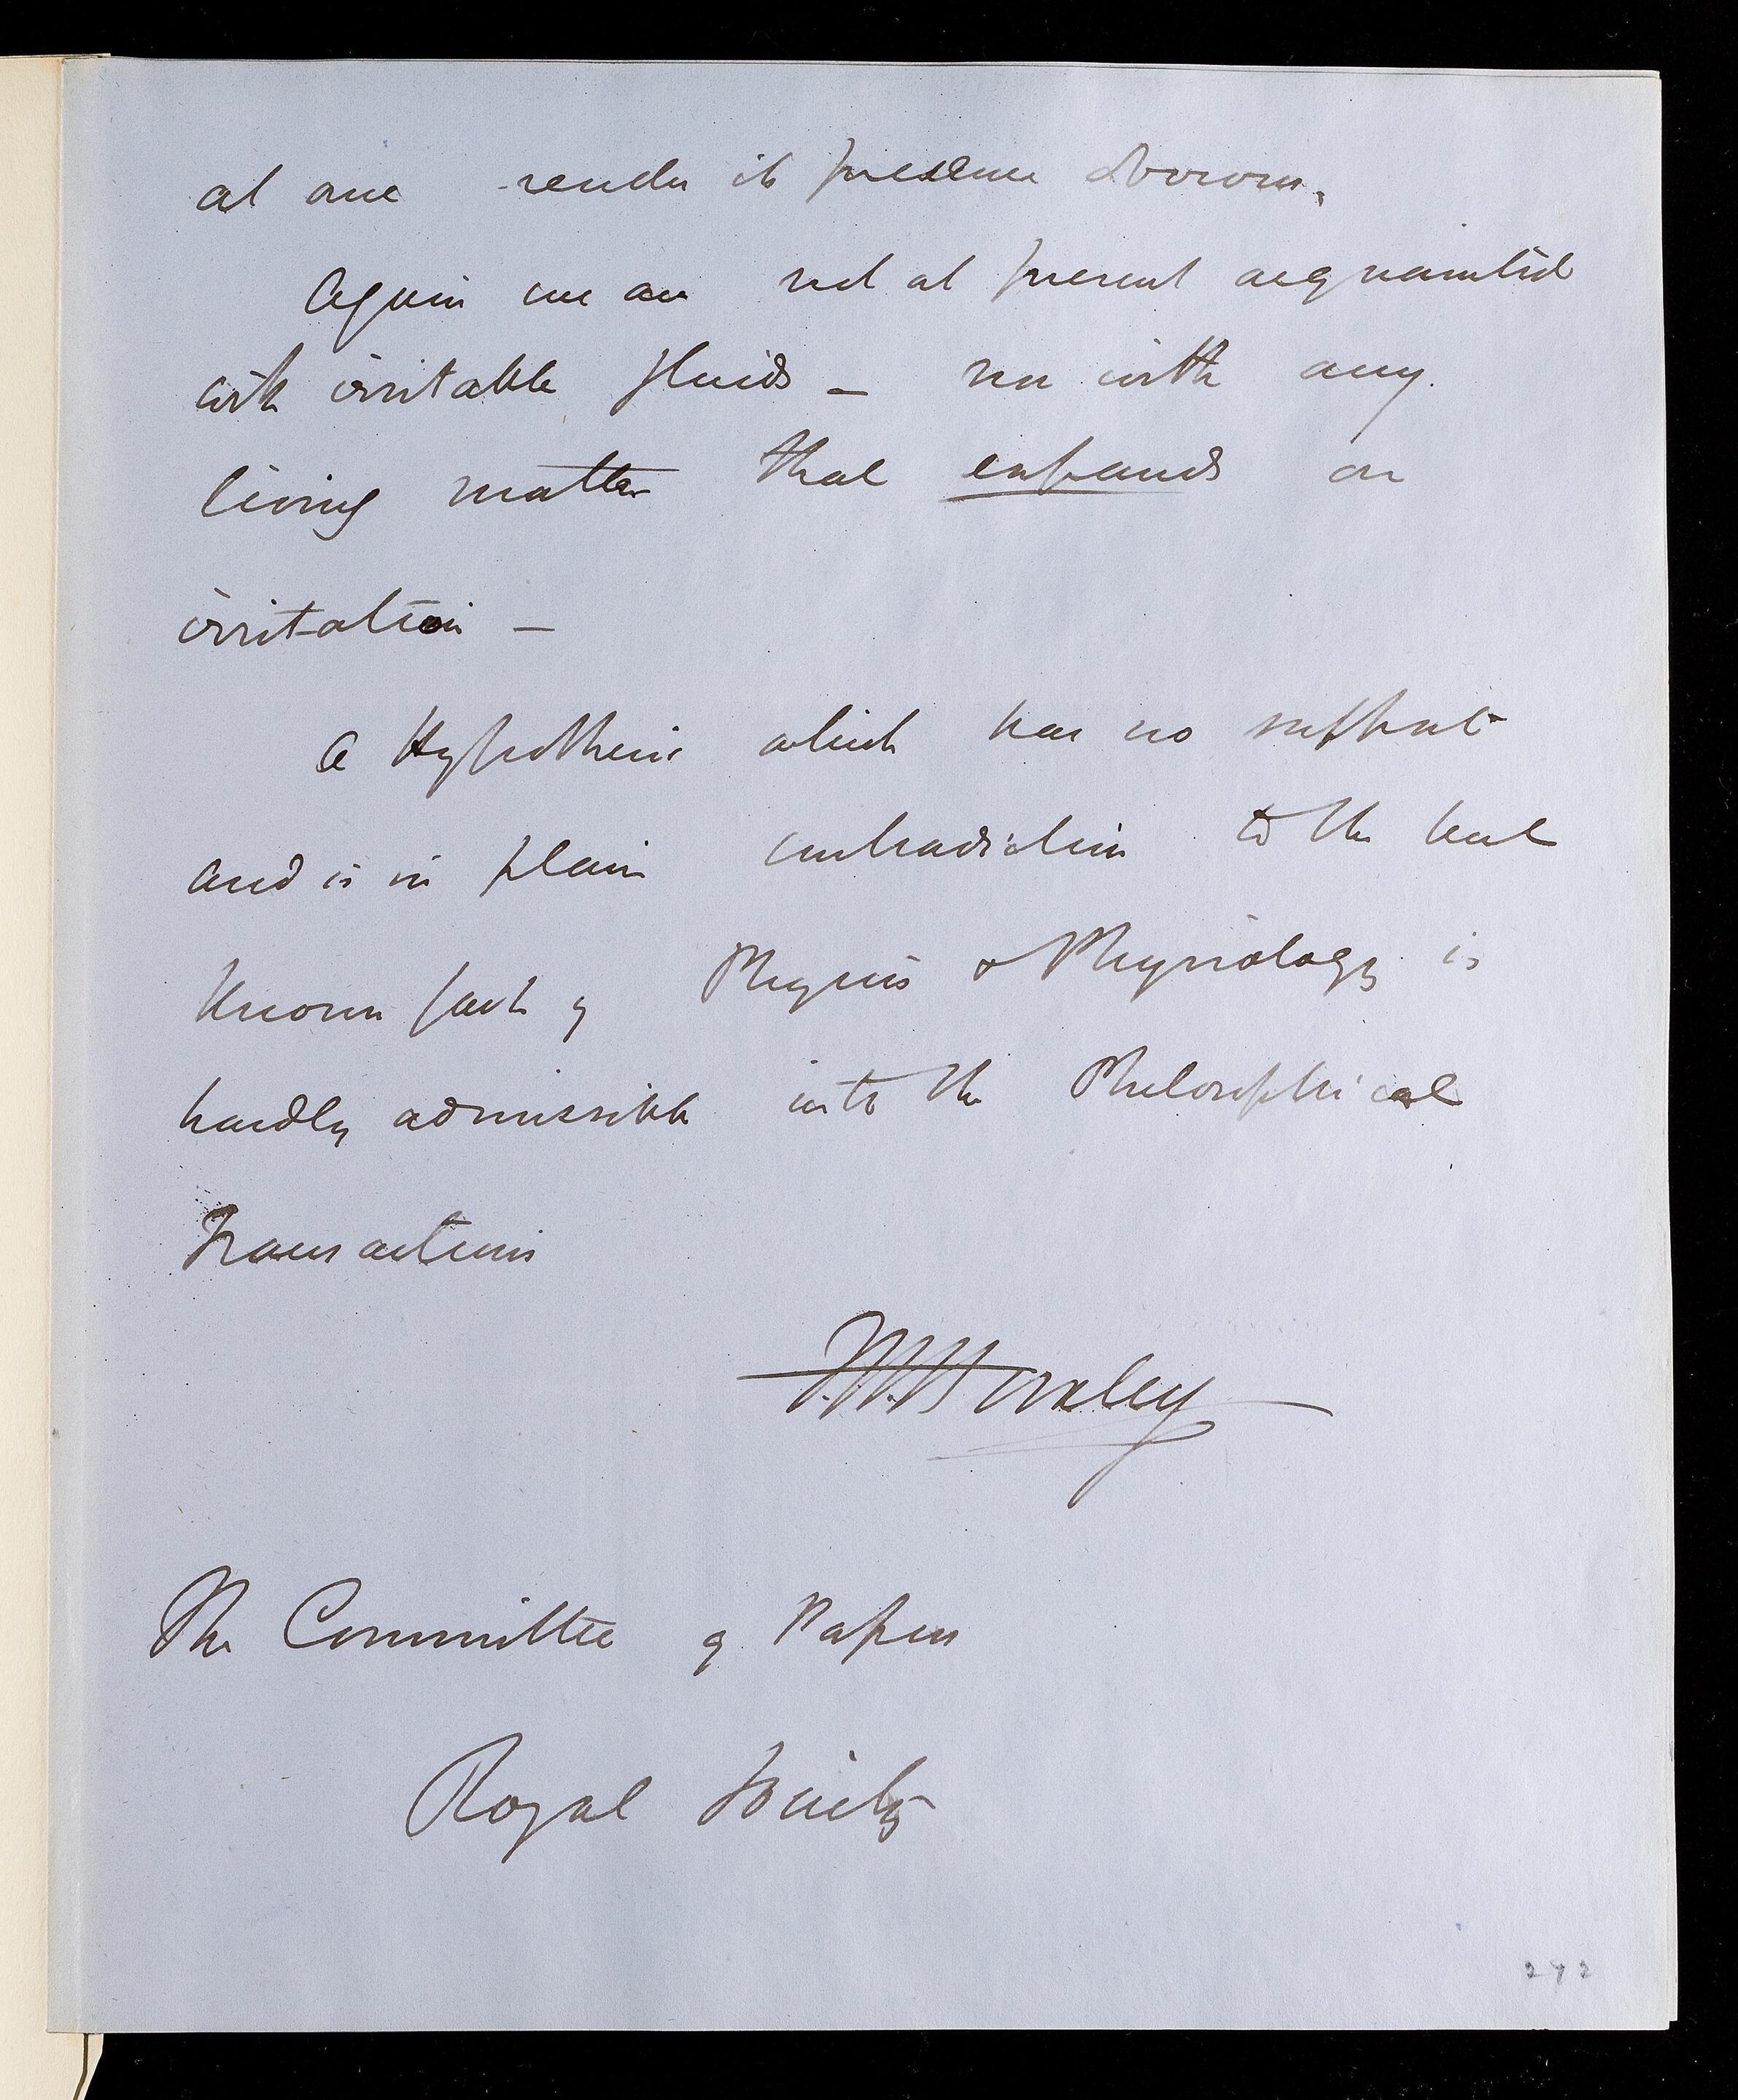 at once render its presence obvious.
Again we are not at present acquainted
with irritable fluids – nor with any
living matter that expands on
irritation –
A Hypothesis which has no support
and is in plain contradiction to the best
known facts of Physics & Physiology is
hardly admissible into the Philosophical
Transactions
T.H. Huxley
The Committee of Papers
Royal Society
272